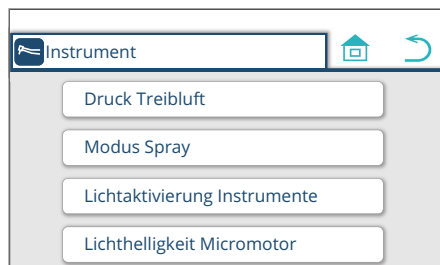 Instrument
Druck Treibluft
Modus Spray
Lichtaktivierung Instrumente
Lichthelligkeit Micromotor